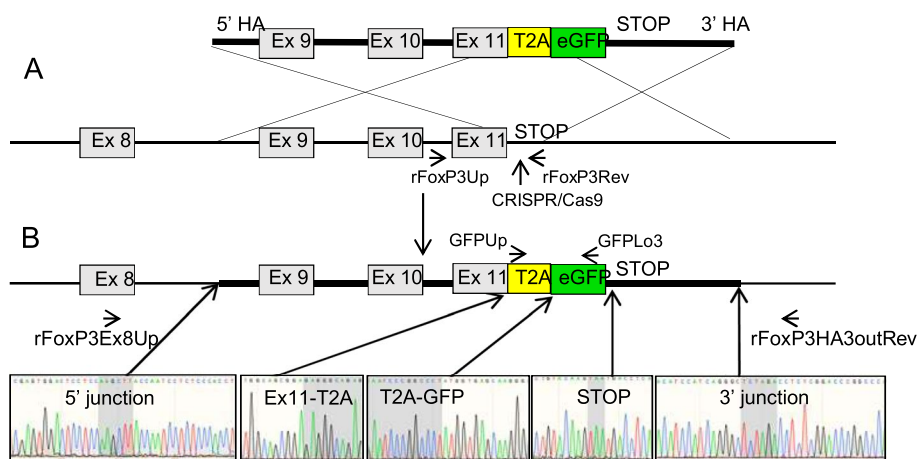 5' HA
Ex 9
Ex 10
Ex 11
T2A
eGFP
STOP
3' HA
A
Ex 8
Ex 9
Ex 10
Ex 11
STOP
rFoxP3Up
rFoxP3Rev
CRISPR/Cas9
B
GFPUp
GFPLo3
Ex 8
Ex 9
Ex 10
Ex 11
T2A
eGFP
STOP
rFoxP3Ex8Up
rFoxP3HA3outRev
5' junction
Ex11-T2A
T2A-GFP
STOP
3' junction